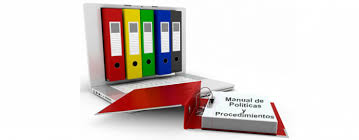 Manual de
Políticas
y
Procedimientos